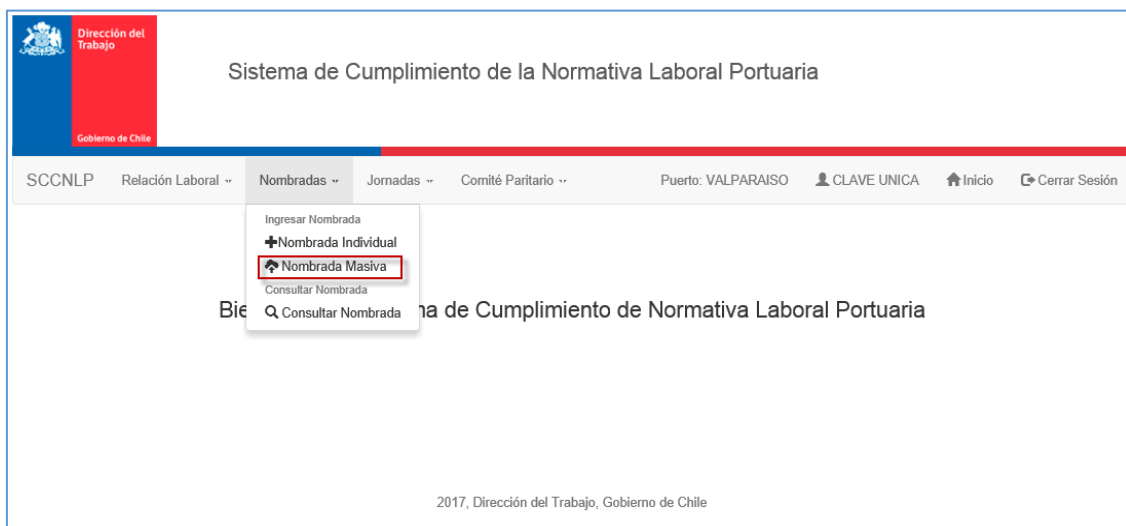 Dirección del
Trabajo
Gobierno de Chile
Sistema de Cumplimiento de la Normativa Laboral Portuaria
SCCNLP Relación Laboral Nombradas Jornadas Comité Paritario Puerto: VALPARAISO CLAVE UNICA Inicio Cerrar Sesión
Ingresar Nombrada
Nombrada Individual
Nombrada Masiva
Consultar Nombrada
Consultar Nombrada
Bie a de Cumplimiento de Normativa Laboral Portuaria
2017, Dirección del Trabajo, Gobierno de Chile